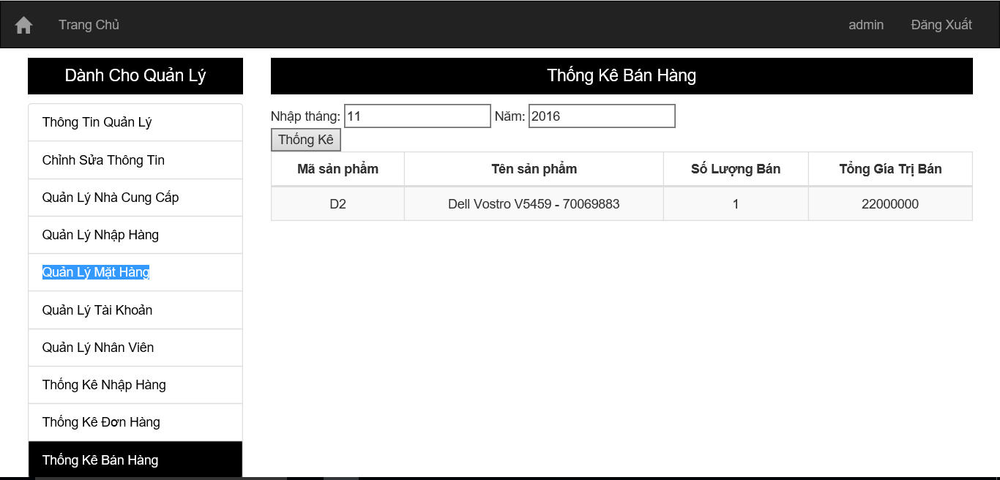 Trang Chủ admin Đăng Xuất
Dành Cho Quản Lý
Thông Tin Quản Lý
Chỉnh Sửa Thông Tin
Quản Lý Nhà Cung Cấp
Quản Lý Nhập Hàng
Quản Lý Mặt Hàng
Quản Lý Tài Khoản
Quản Lý Nhân Viên
Thống Kê Nhập Hàng
Thống Kê Đơn Hàng
Thống Kê Bán Hàng
Thống Kê Bán Hàng
Nhập tháng: 11 Năm: 2016
Thống Kê
Mã sản phẩm Tên sản phẩm Số Lượng Bán Tổng Gía Trị Bán
D2 Dell Vostro V5459 - 70069883 1 22000000